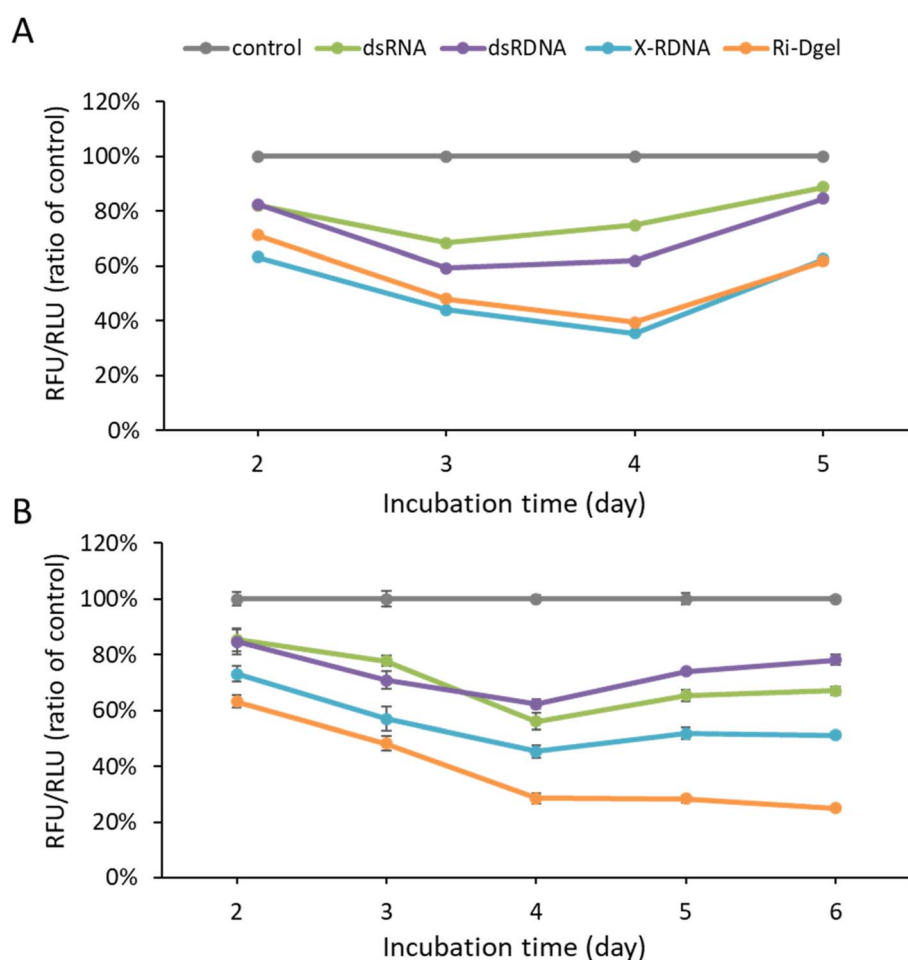 A
control dsRNA dsRDNA X-RDNA Ri-Dgel
120%
100%
80%
60%
40%
20%
0%
RFU/RLU (ratio of control)
2 3 4 5
Incubation time (day)
B
120%
100%
80%
60%
40%
20%
0%
RFU/RLU (ratio of control)
2 3 4 5 6
Incubation time (day)